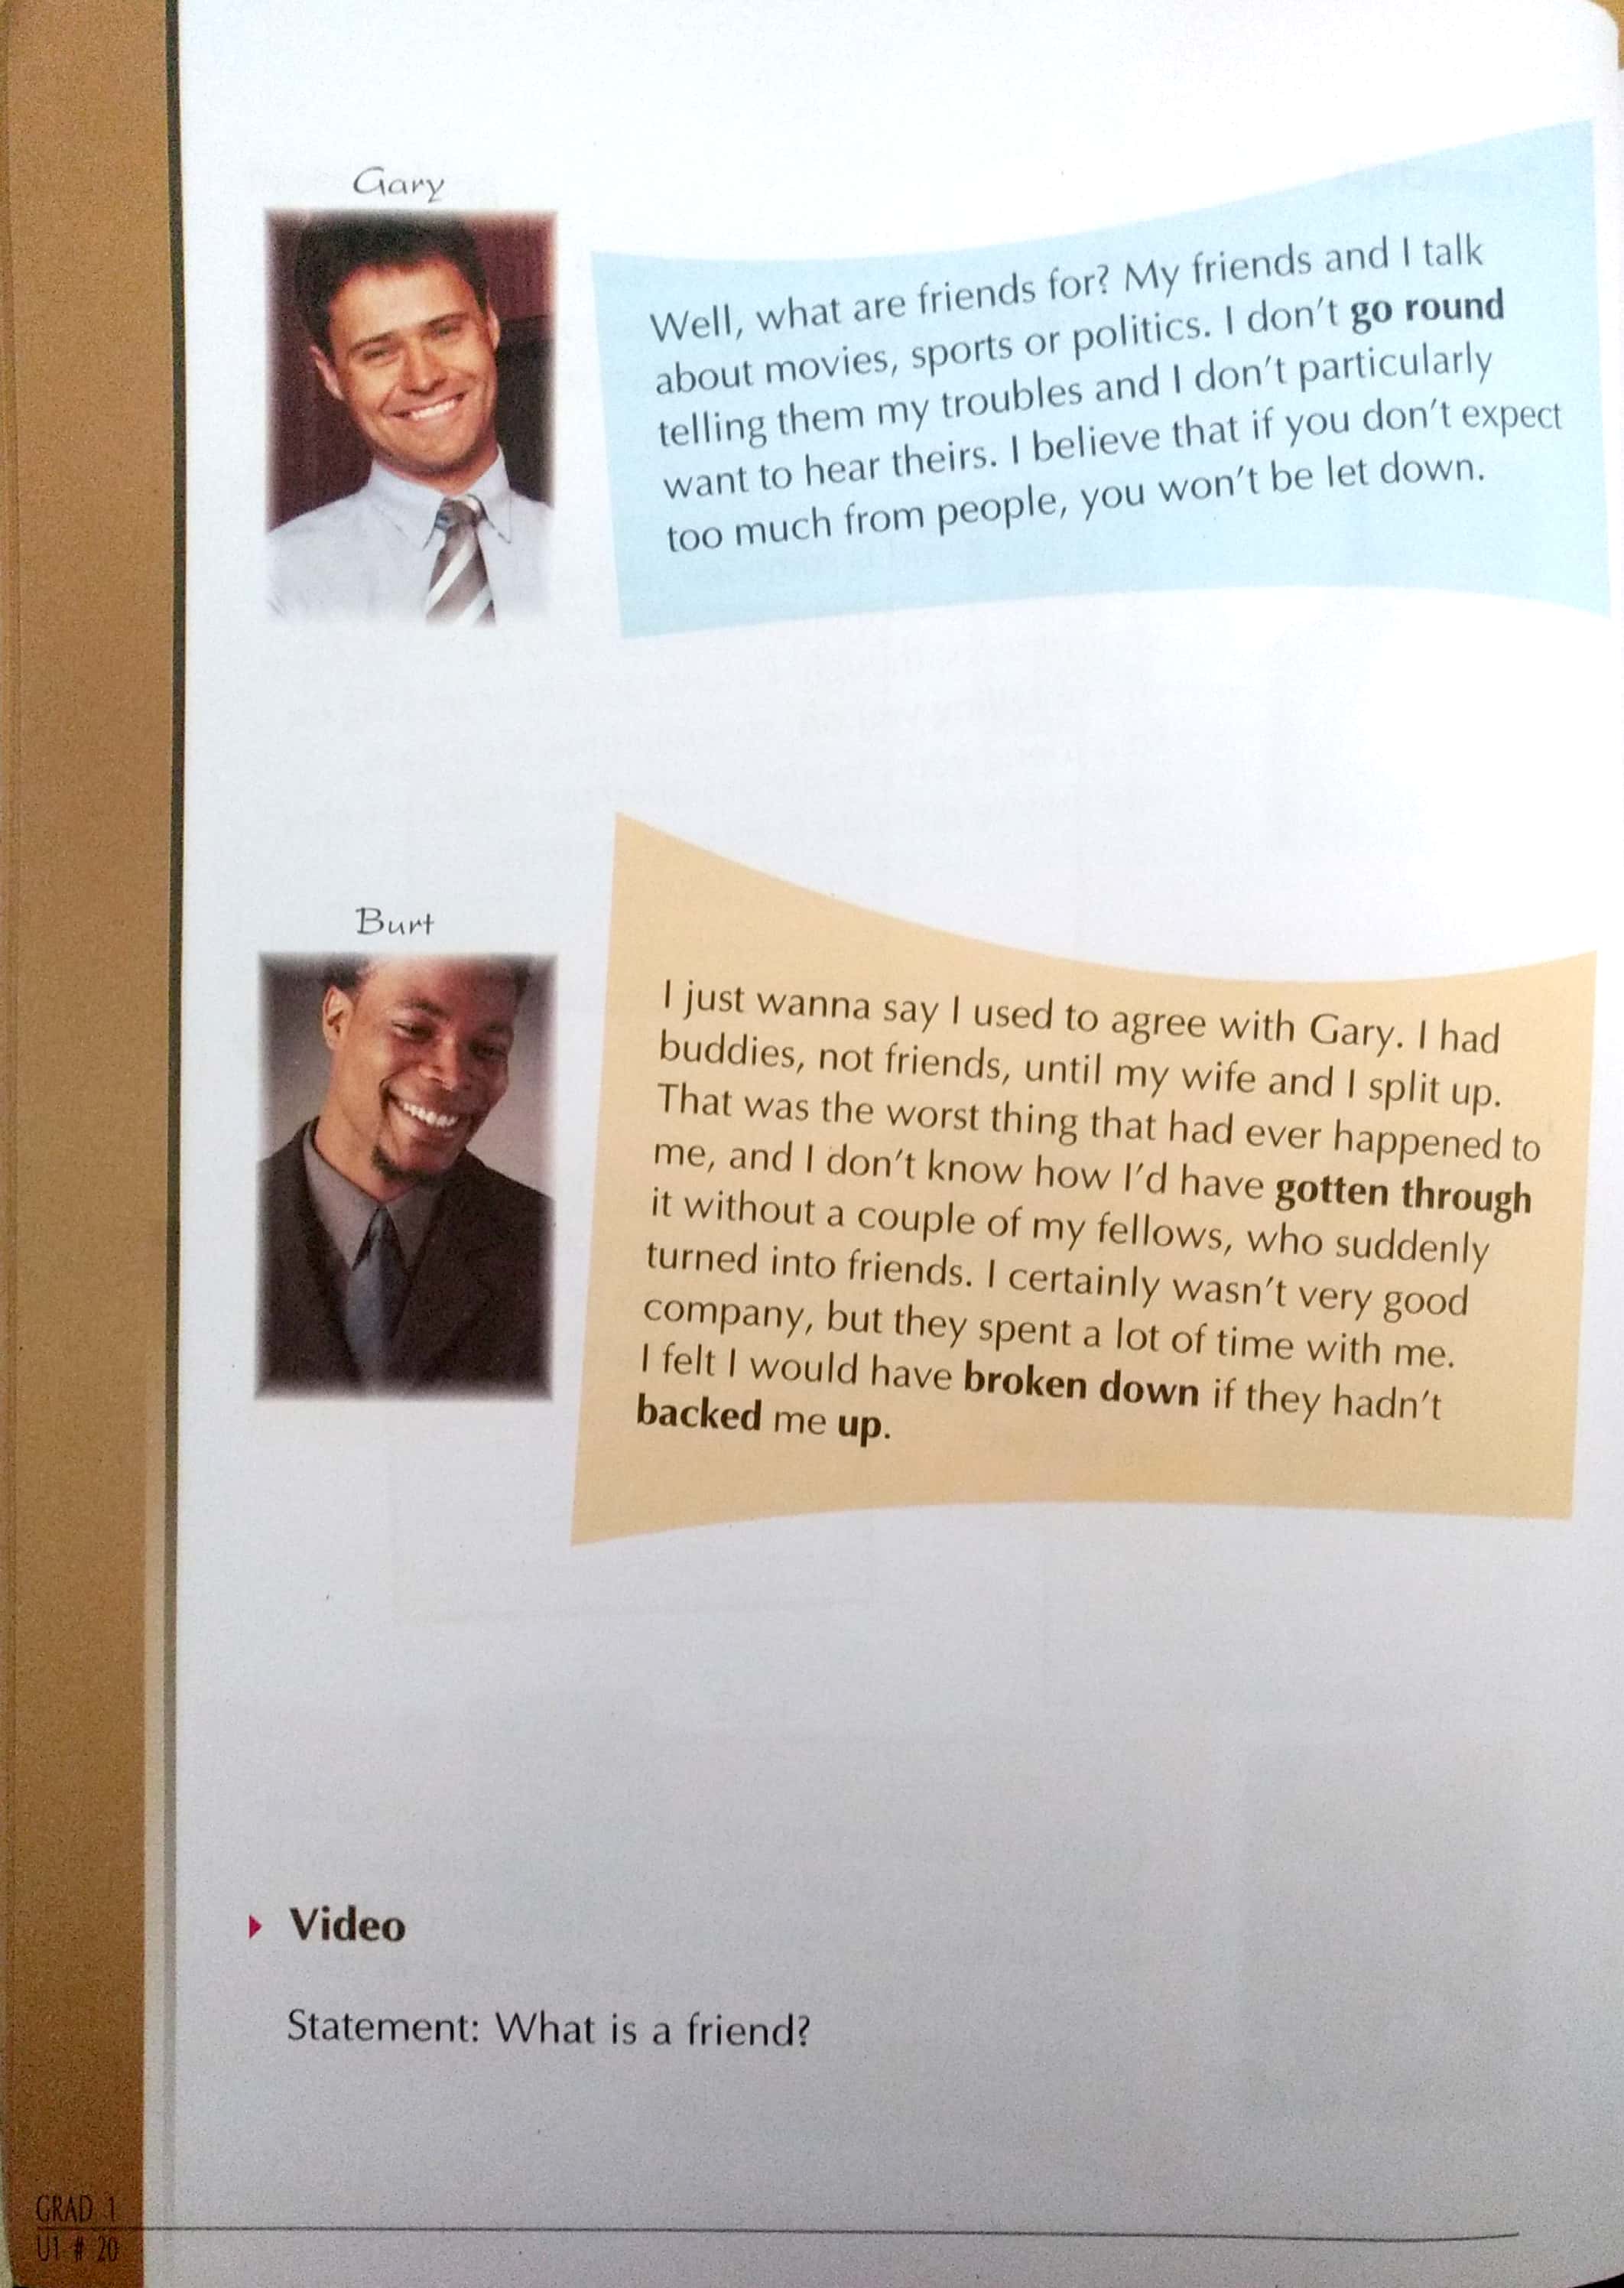 Gary
Well, what are friends for? My friends and I talk
about movies, sports or politics. I don't go round
telling them my troubles and I don't particularly
want to hear theirs. I believe that if you don't expect
too much from people, you won't be let down.
Burt
I just wanna say I used to agree with Gary. I had
buddies, not friends, until my wife and I split up.
That was the worst thing that had ever happened to
me, and I don't know how I'd have gotten through
it without a couple of my fellows, who suddenly
turned into friends. I certainly wasn't very good
company, but they spent a lot of time with me.
I felt I would have broken down if they hadn't
backed me up.
Video
Statement: What is a friend?
GRAD 1
U1 # 20